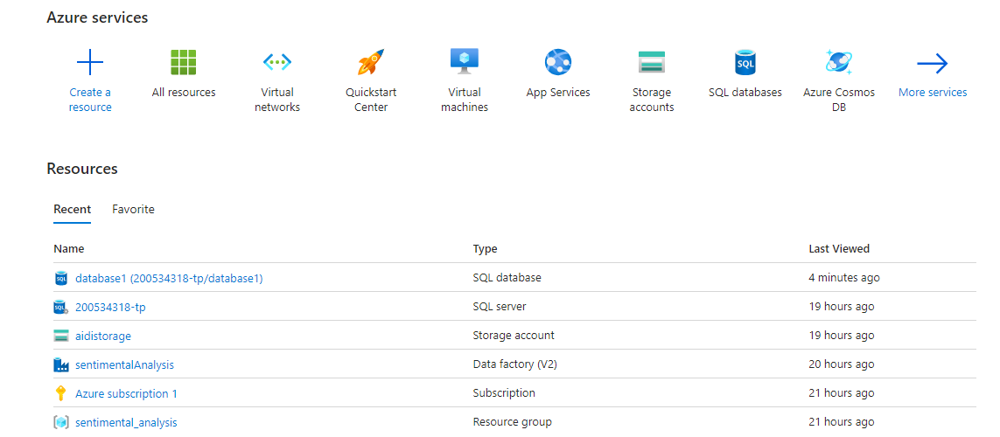 Azure services
Create a resource
All resources
Virtual networks
Quickstart Center
Virtual machines
App Services
Storage accounts
SQL databases
Azure Cosmos DB
More services
Resources
Recent Favorite
Name Type Last Viewed
database1 (200534318-tp/database1) SQL database 4 minutes ago
200534318-tp SQL server 19 hours ago
aidistorage Storage account 19 hours ago
sentimentalAnalysis Data factory (V2) 20 hours ago
Azure subscription 1 Subscription 21 hours ago
sentimental_analysis Resource group 21 hours ago